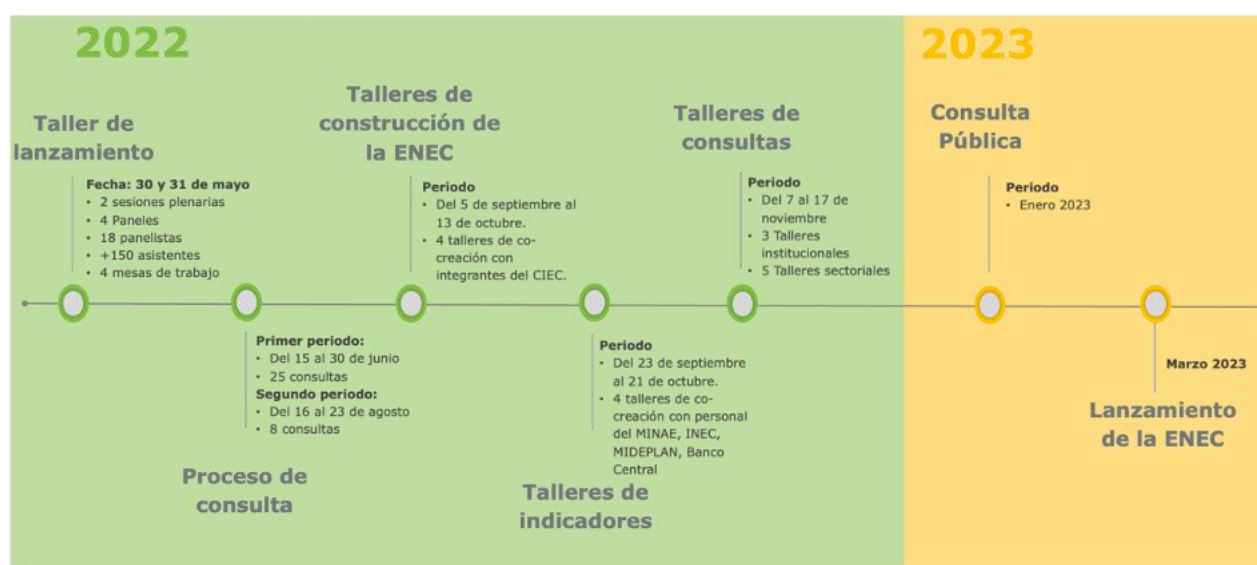 2022
2023
Taller de
lanzamiento
Fecha: 30 y 31 de mayo
• 2 sesiones plenarias
• 4 Paneles
• 18 panelistas
• +150 asistentes
• 4 mesas de trabajo
Primer periodo:
• Del 15 al 30 de junio
• 25 consultas
Segundo periodo:
• Del 16 al 23 de agosto
• 8 consultas
Proceso de
consulta
Talleres de
construcción de
la ENEC
Periodo
• Del 5 de septiembre al
13 de octubre.
• 4 talleres de co-
creación con
integrantes del CIEC.
Periodo
• Del 23 de septiembre
al 21 de octubre.
• 4 talleres de co-
creación con personal
del MINAE, INEC,
MIDEPLAN, Banco
Central
Talleres de
indicadores
Talleres de
consultas
Periodo
• Del 7 al 17 de
noviembre
• 3 Talleres
institucionales
• 5 Talleres sectoriales
Consulta
Pública
Periodo
• Enero 2023
Marzo 2023
Lanzamiento
de la ENEC